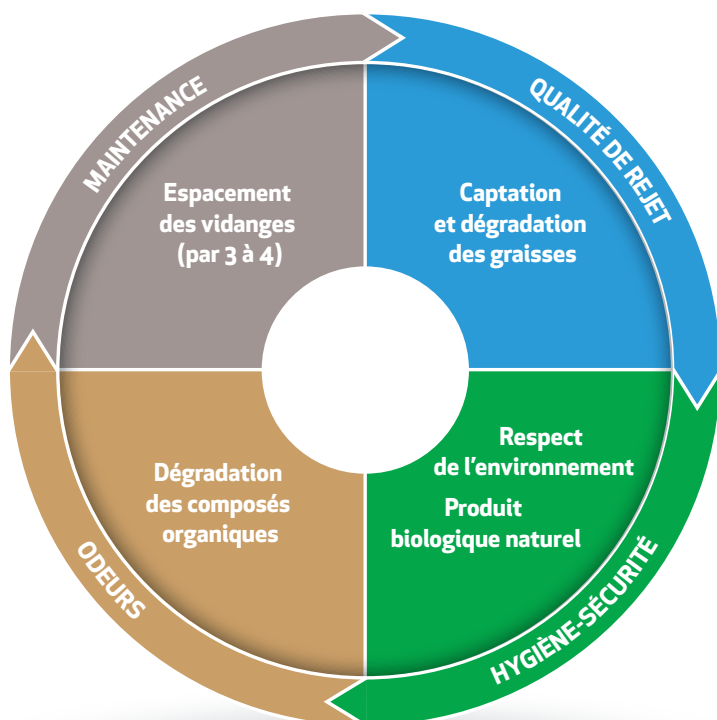 MAINTENANCE
Espacement
des vidanges
(par 3 à 4)
QUALITÉ DE REJET
Captation
et dégradation
des graisses
Respect
de l'environnement
Produit
biologique naturel
HYGIÈNE-SÉCURITÉ
Dégradation
des composés
organiques
ODEURS